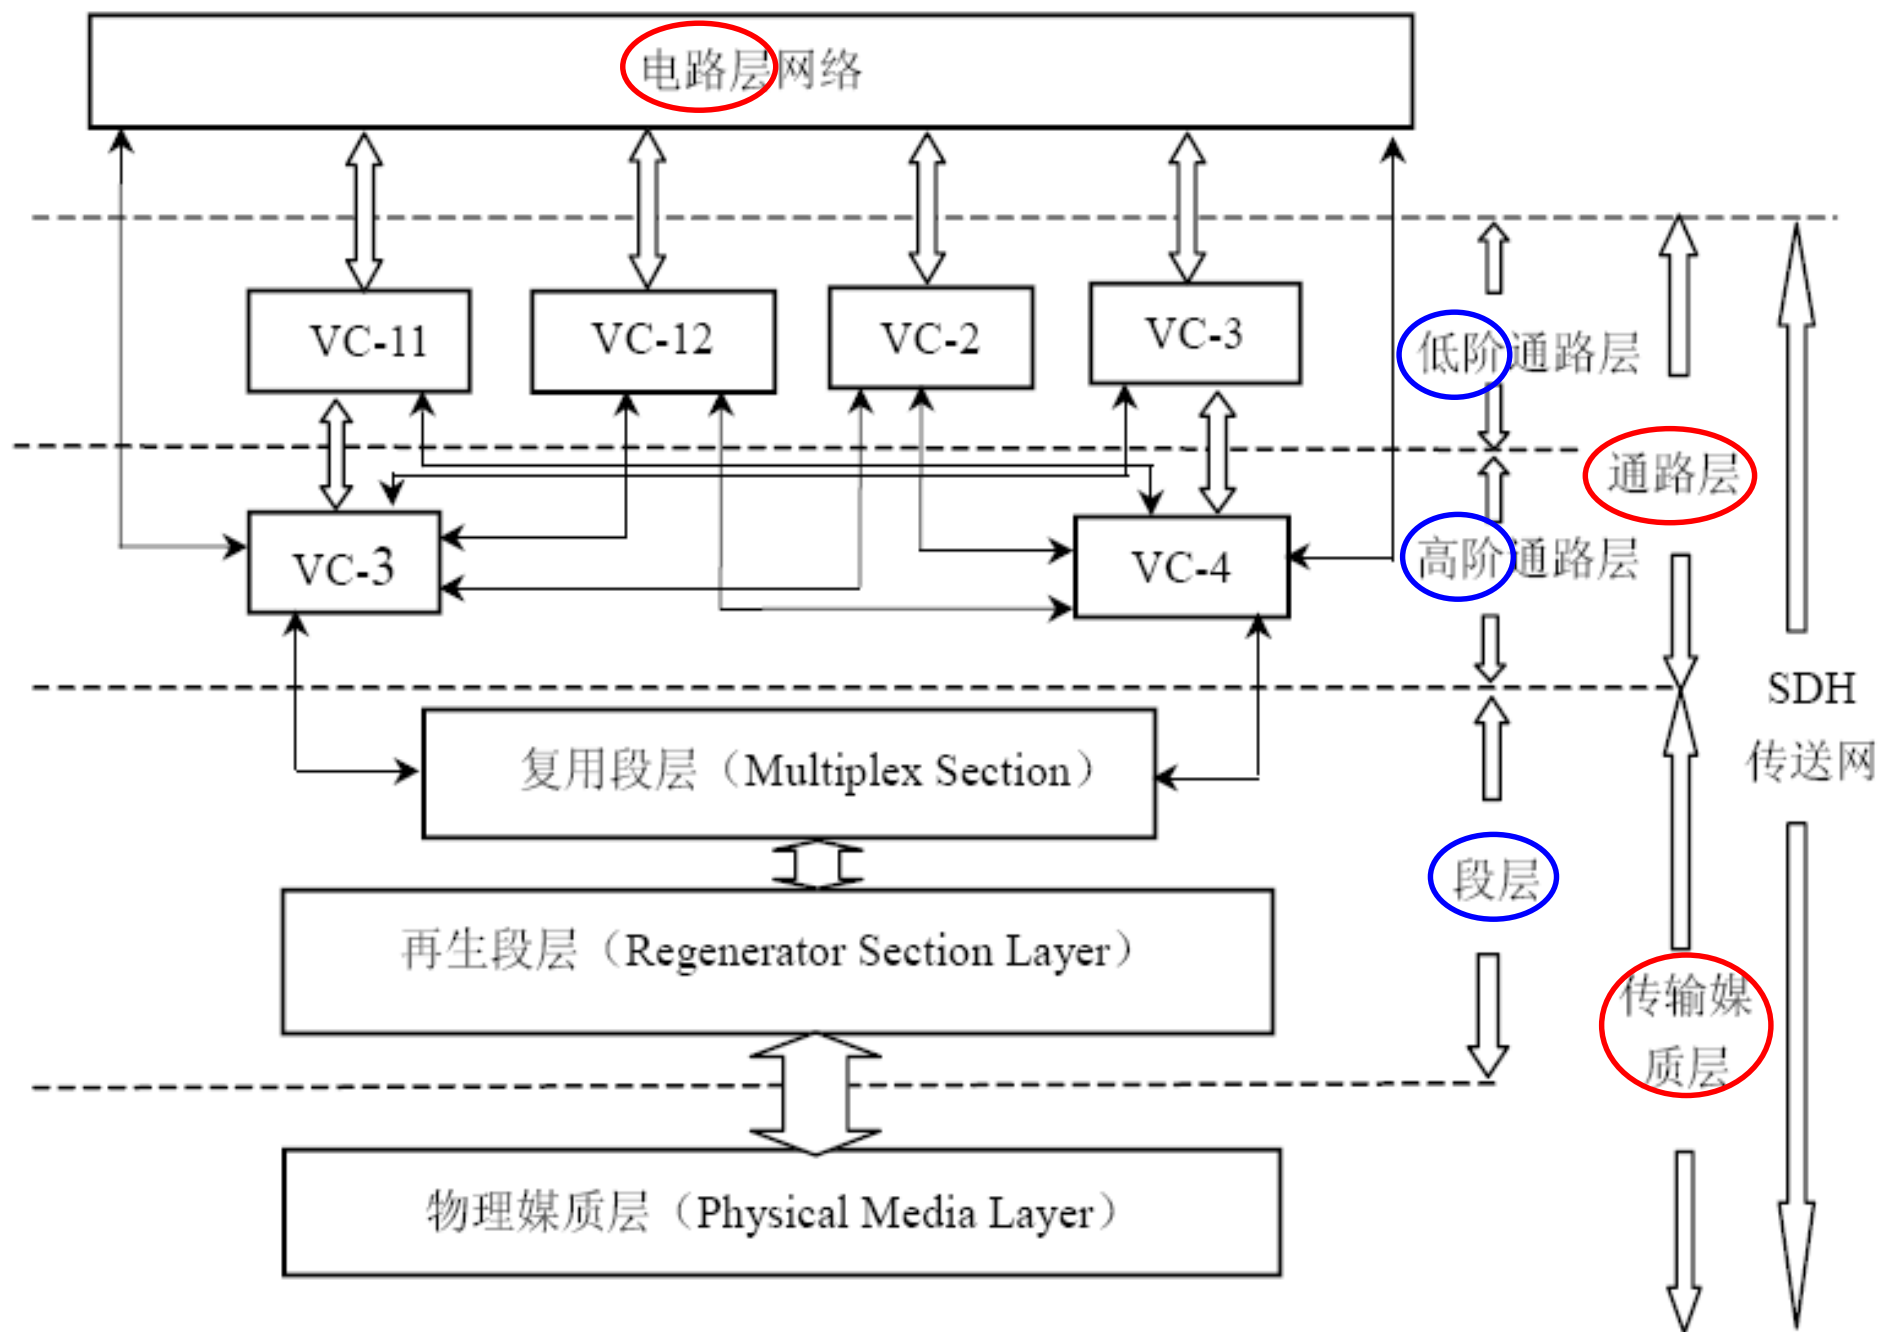 电路层网络
VC-11
VC-12
VC-2
VC-3
低阶通路层
通路层
VC-3
VC-4
高阶通路层
SDH
传送网
复用段层（Multiplex Section）
段层
再生段层（Regenerator Section Layer）
传输媒
质层
物理媒质层（Physical Media Layer）